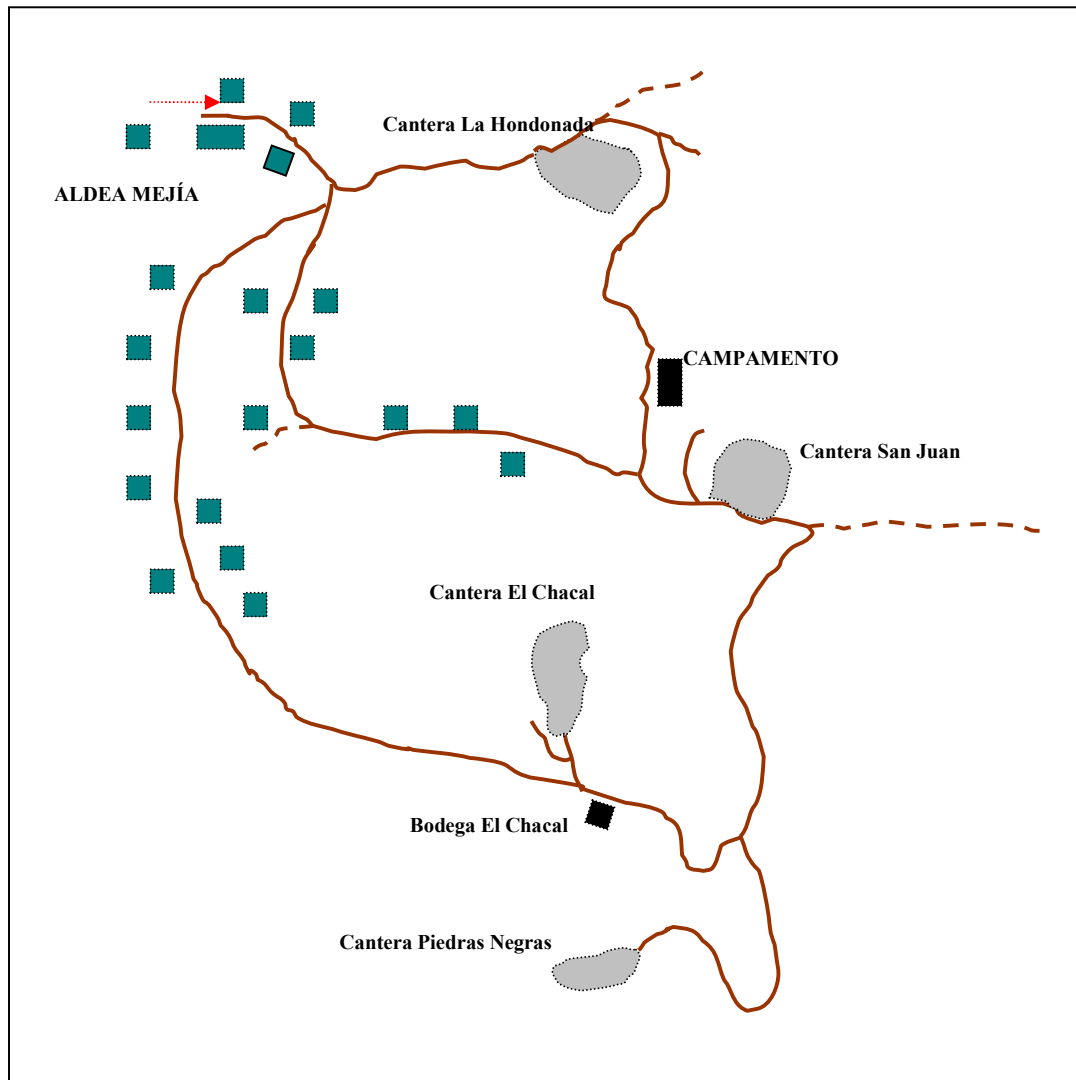 Cantera La Hondonada
ALDEA MEJÍA
CAMPAMENTO
Cantera San Juan
Cantera El Chacal
Bodega El Chacal
Cantera Piedras Negras